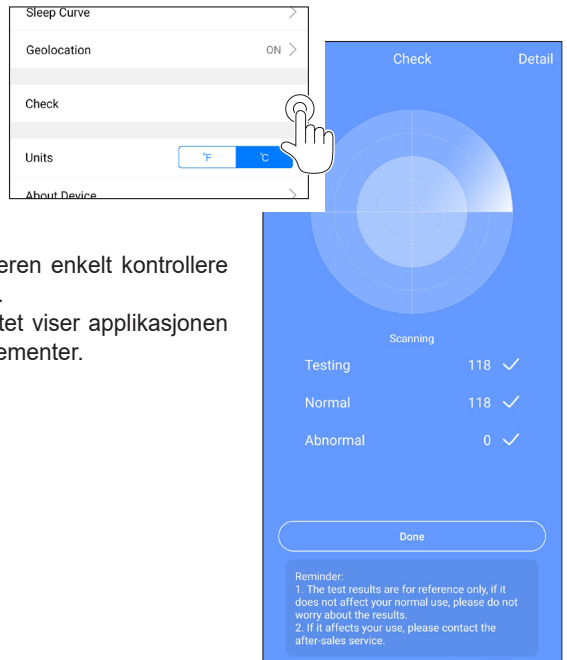 Sleep Curve
Geolocation ON
Check
Units °F °C
About Device
eren enkelt kontrollere
.
tet viser applikasjonen
ementer.
Check Detail
Scanning
Testing 118
Normal 118
Abnormal 0
Done
Reminder:
1. The test results are for reference only, if it
does not affect your normal use, please do not
worry about the results.
2. If it affects your use, please contact the
after-sales service.